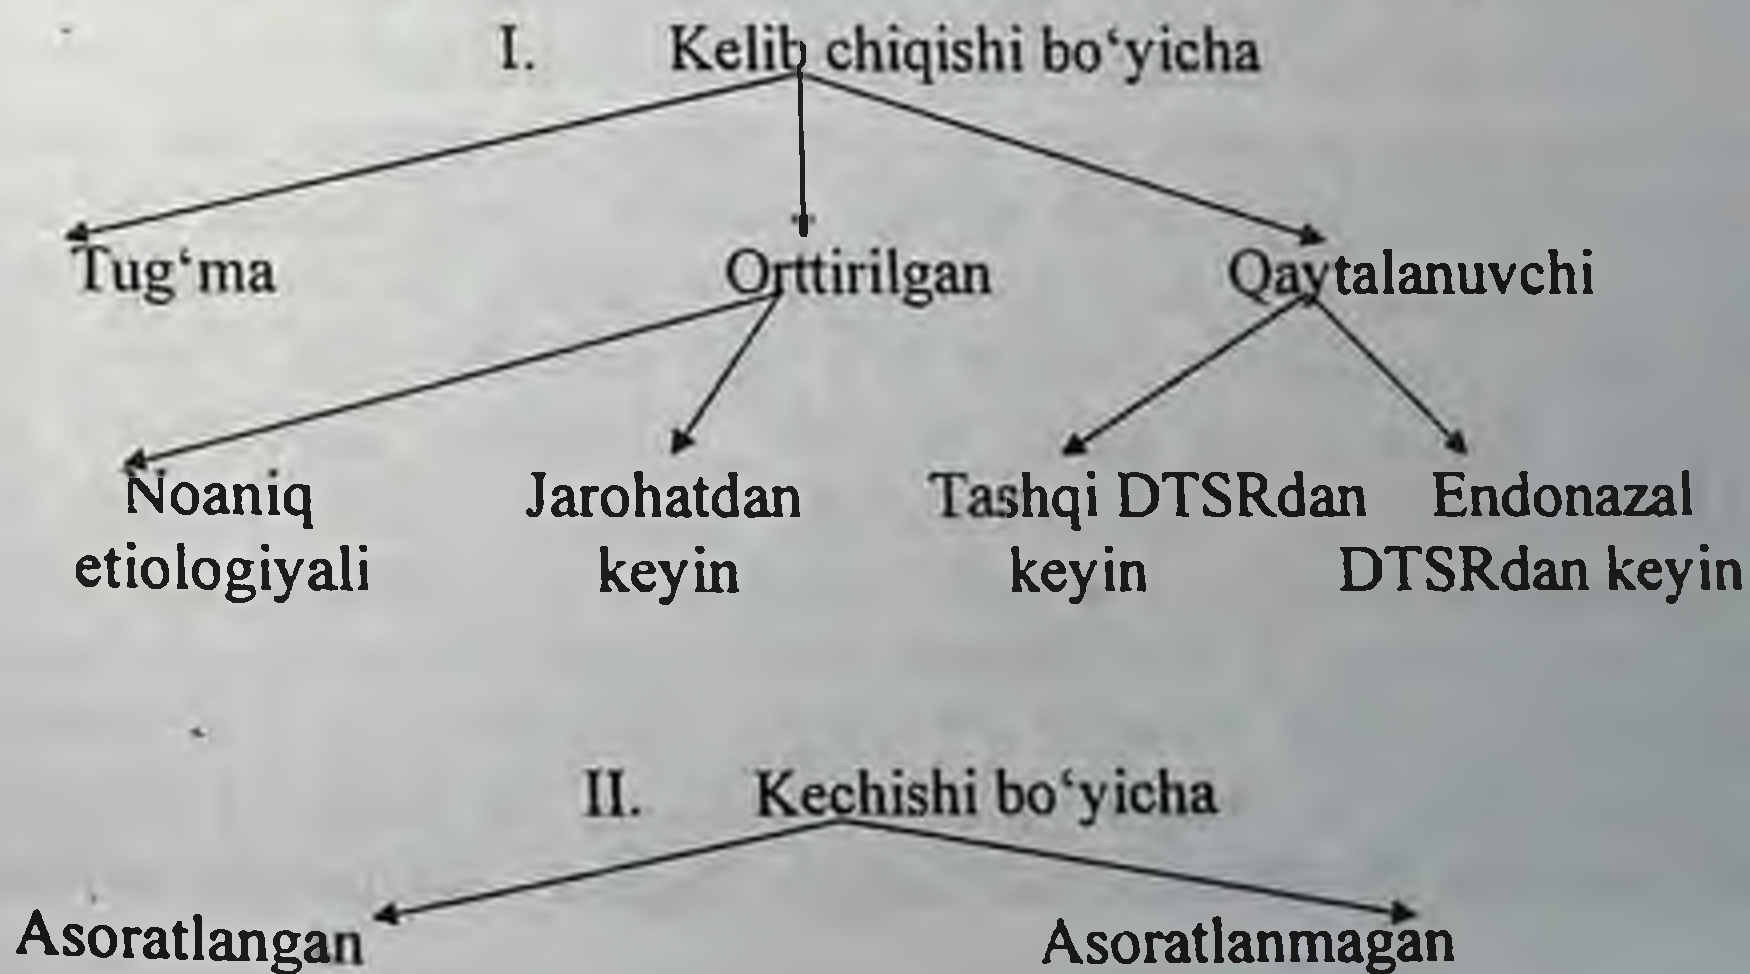 I. Kelib chiqishi bo‘yicha
Tug‘ma Orttirilgan Qaytalanuvchi
Noaniq Jarohatdan Tashqi DTSRdan Endonazal
etiologiyali keyin keyin DTSRdan keyin
II. Kechishi bo‘yicha
Asoratlangan Asoratlanmagan